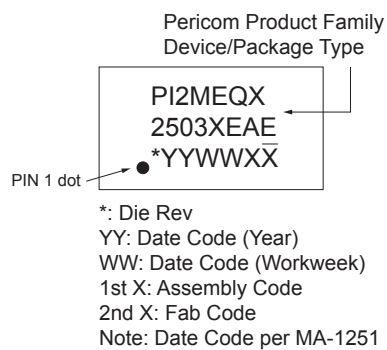 Pericom Product Family
Device/Package Type
PI2MEQX
2503XEAE
*YYWWXX̅
PIN 1 dot
*: Die Rev
YY: Date Code (Year)
WW: Date Code (Workweek)
1st X: Assembly Code
2nd X: Fab Code
Note: Date Code per MA-1251